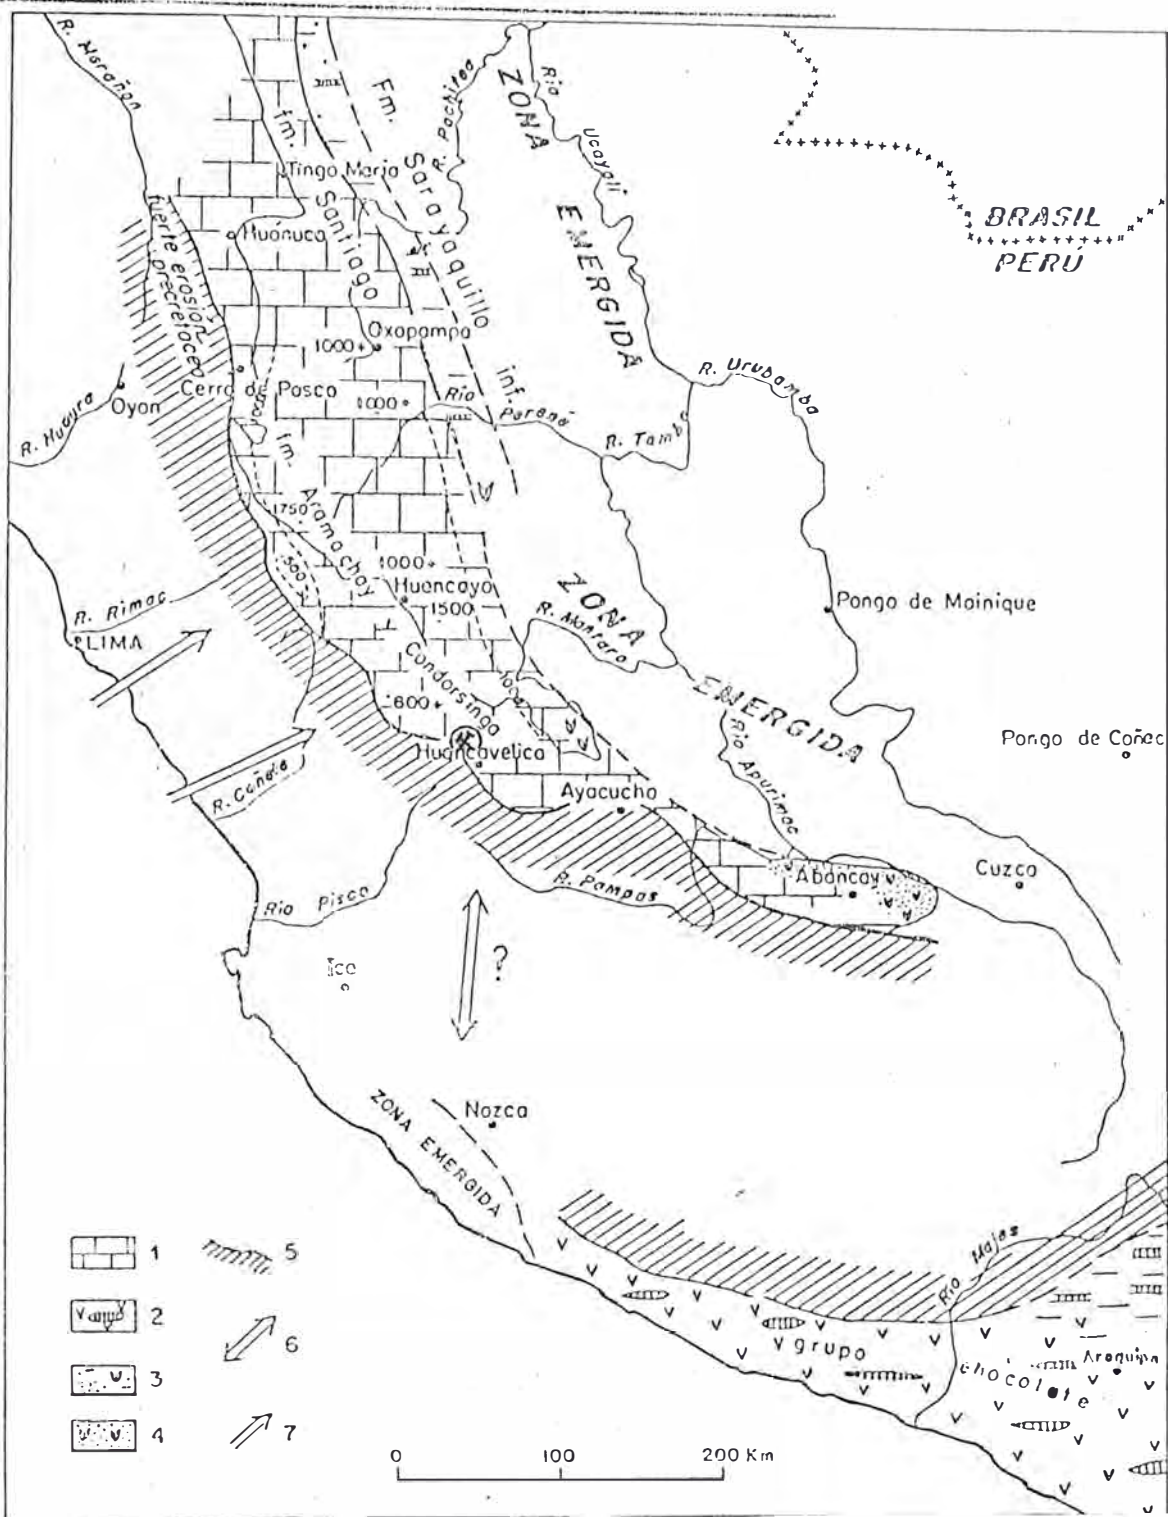 R. Marañon
fm.
Fm.
R. Pachitea
ZONA
Rio
Ucayali
EMERGIDA
BRASIL
PERÚ
Tingo Maria
Santiago
Sarayaquillo
inf.
fuerte erosion
precretacea
Huánuco
Oxapampa
1000+
Cerro de Pasco
1000+
Rio
Perené
R. Urubamba
R. Tambo
Oyon
R. Huaura
fm.
Aramachay
1750
500
1000+
Huancayo
1500
ZONA
R. Mantaro
EMERGIDA
Pongo de Mainique
R. Rimac
LIMA
Condorsinga
1000
600+
Huancavelica
Ayacucho
Rio Apurimac
Pongo de Coñac
R. Cañete
Rio Pisco
R. Pampas
Abancay
Cuzco
Ica
?
Nazca
ZONA EMERGIDA
Rio Majes
grupo
chocolate
Arequipa
1
2
3
4
5
6
7
0 100 200 Km